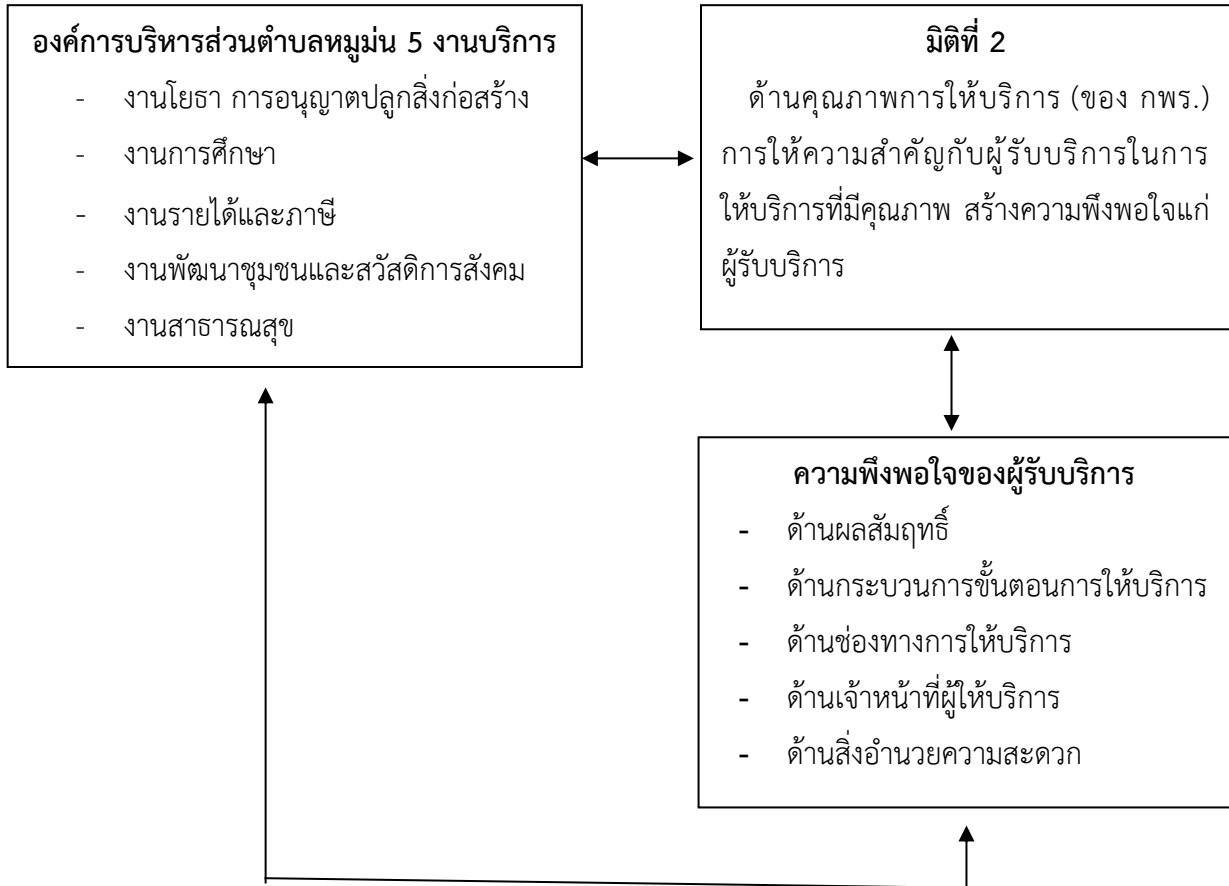 องค์การบริหารส่วนตำบลหมูม่น 5 งานบริการ
- งานโยธา การอนุญาตปลูกสิ่งก่อสร้าง
- งานการศึกษา
- งานรายได้และภาษี
- งานพัฒนาชุมชนและสวัสดิการสังคม
- งานสาธารณสุข
มิติที่ 2
ด้านคุณภาพการให้บริการ (ของ กพร.)
การให้ความสำคัญกับผู้รับบริการในการ
ให้บริการที่มีคุณภาพ สร้างความพึงพอใจแก่
ผู้รับบริการ
ความพึงพอใจของผู้รับบริการ
- ด้านผลสัมฤทธิ์
- ด้านกระบวนการขั้นตอนการให้บริการ
- ด้านช่องทางการให้บริการ
- ด้านเจ้าหน้าที่ผู้ให้บริการ
- ด้านสิ่งอำนวยความสะดวก